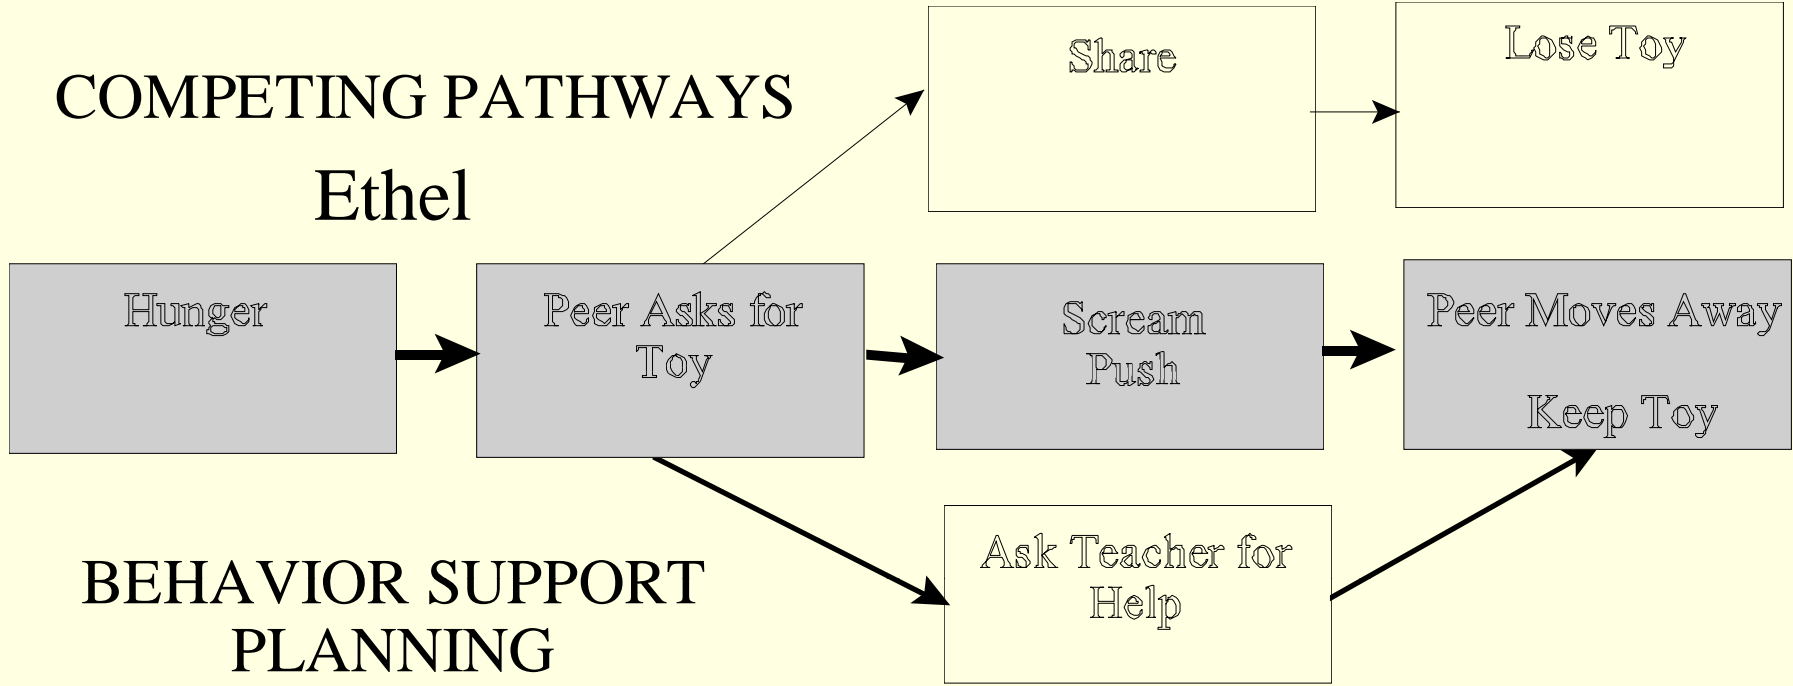 COMPETING PATHWAYS
Ethel
Share
Lose Toy
Hunger
Peer Asks for
Toy
Scream
Push
Peer Moves Away
Keep Toy
Ask Teacher for
Help
BEHAVIOR SUPPORT
PLANNING